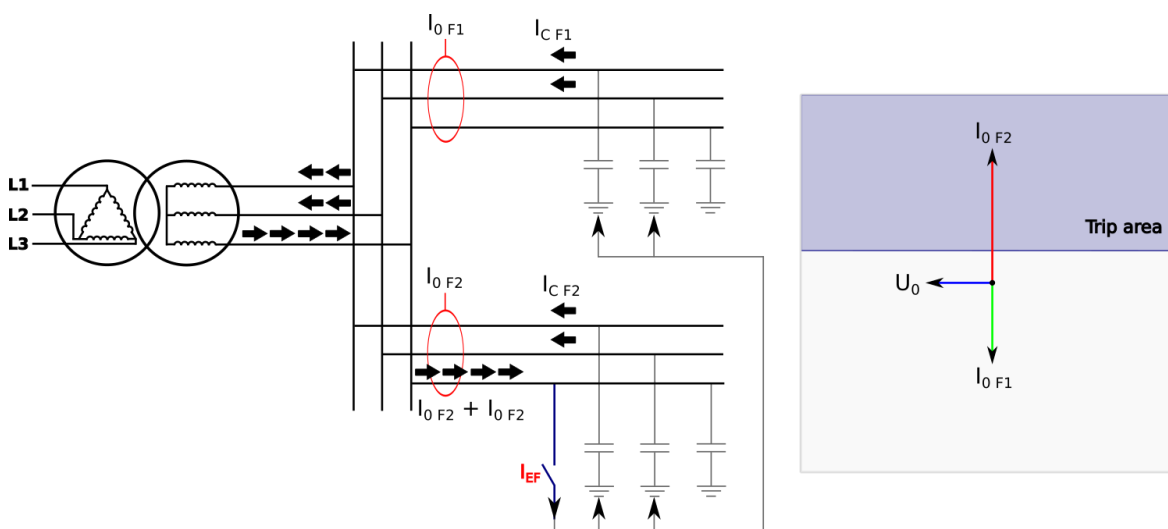 I0 F1
IC F1
L1
L2
L3
I0 F2
IC F2
I0 F2 + I0 F2
IEF
I0 F2
Trip area
U0
I0 F1